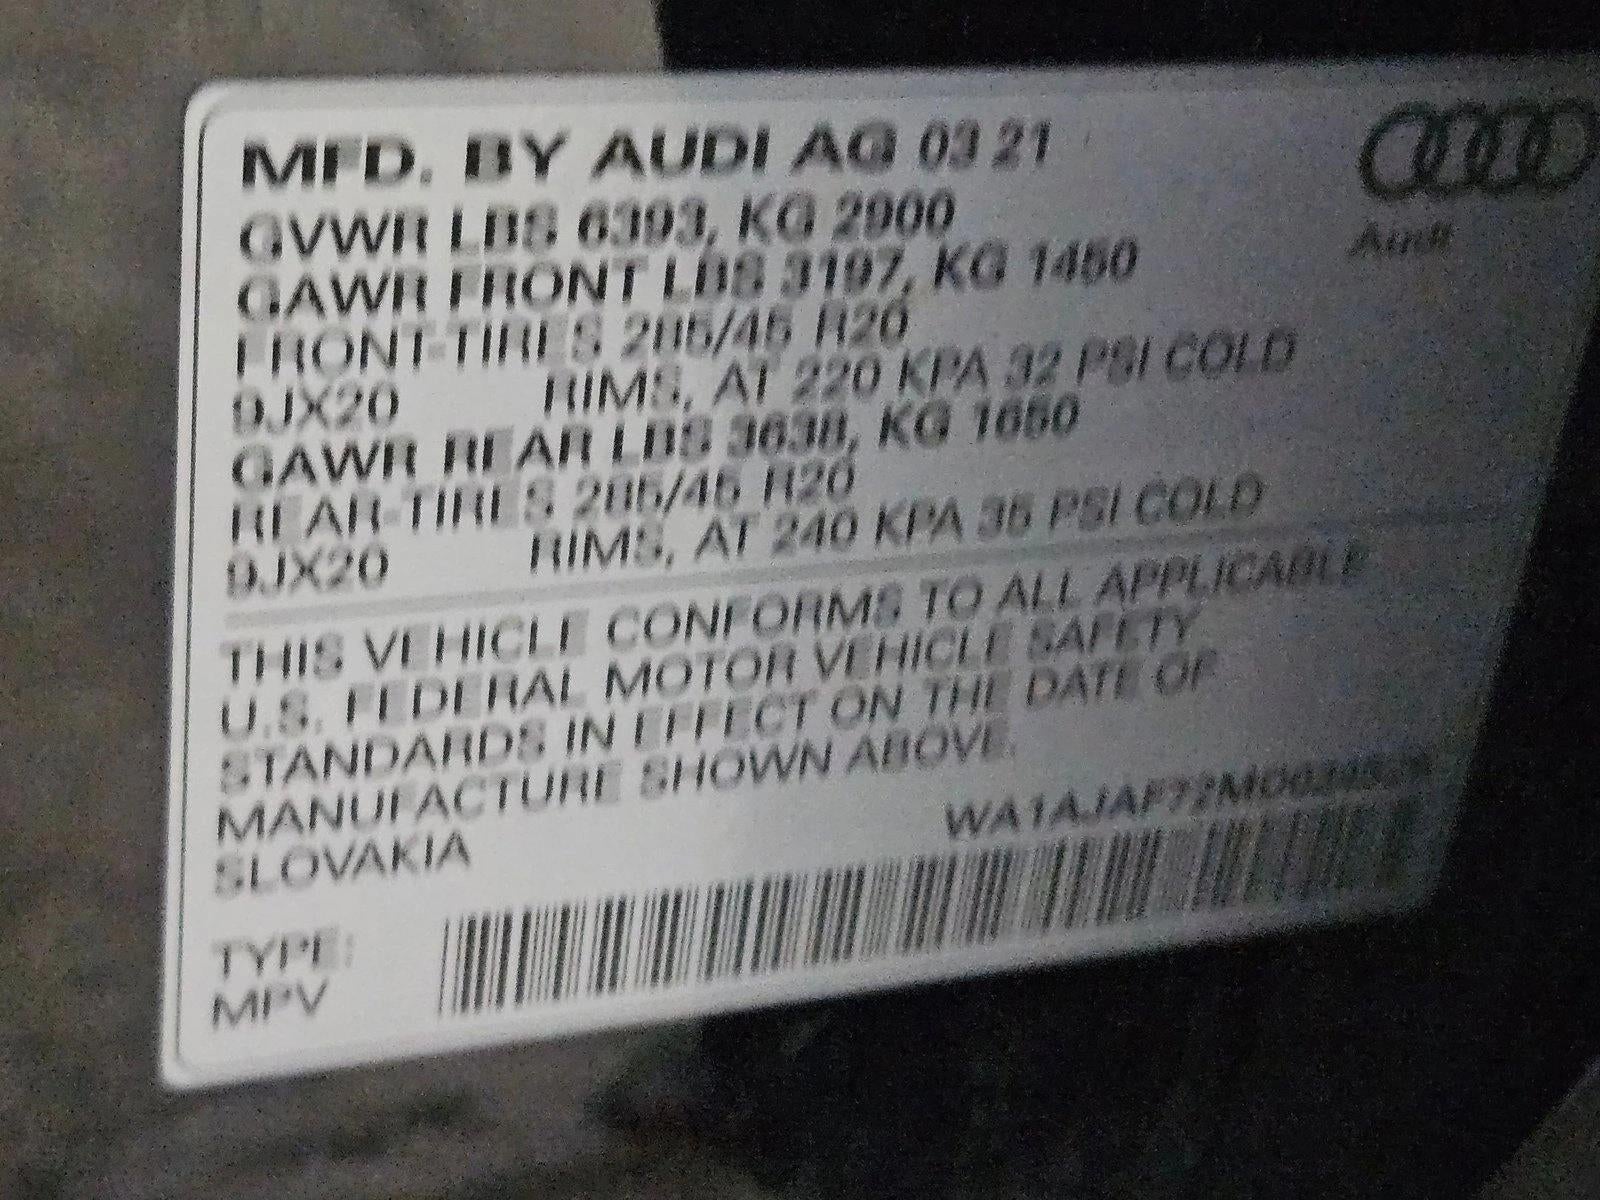 MFD. BY AUDI AG 03 21
GVWR LBS 6393, KG 2900
GAWR FRONT LBS 3197, KG 1450
FRONT-TIRES 285/45 R20
9JX20 RIMS, AT 220 KPA 32 PSI COLD
GAWR REAR LBS 3638, KG 1650
REAR-TIRES 285/45 R20
9JX20 RIMS, AT 240 KPA 35 PSI COLD
THIS VEHICLE CONFORMS TO ALL APPLICABLE
U.S. FEDERAL MOTOR VEHICLE SAFETY
STANDARDS IN EFFECT ON THE DATE OF
MANUFACTURE SHOWN ABOVE.
SLOVAKIA
TYPE:
MPV
Audi